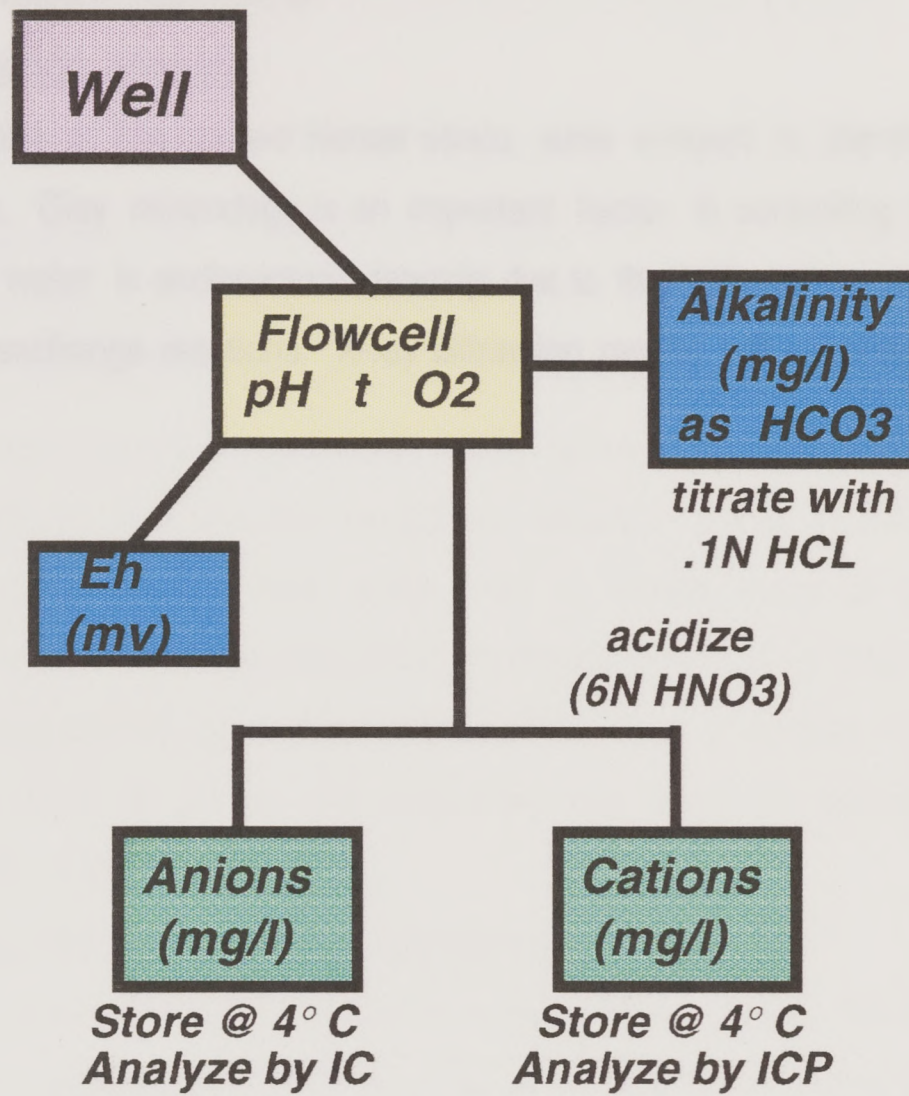 Well
Flowcell
pH t O2
Alkalinity
(mg/l)
as HCO3
titrate with
.1N HCL
Eh
(mv)
acidize
(6N HNO3)
Anions
(mg/l)
Store @ 4° C
Analyze by IC
Cations
(mg/l)
Store @ 4° C
Analyze by ICP